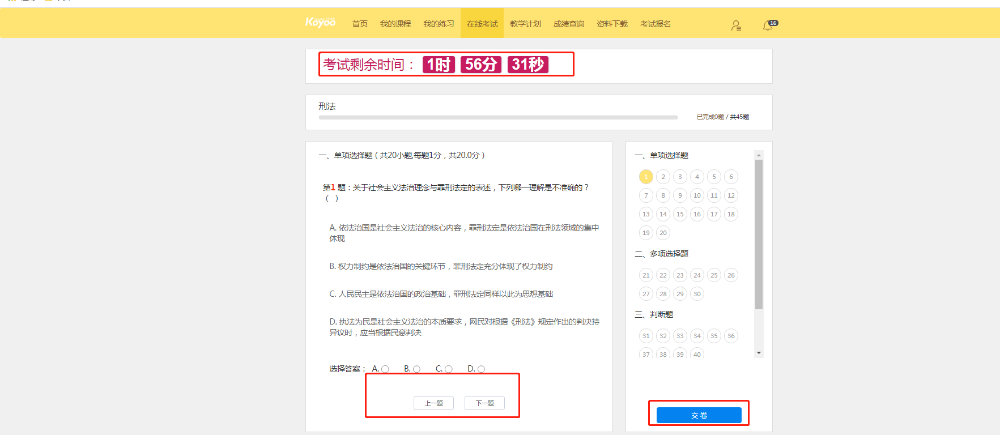 Koyoo 首页 我的课程 我的练习 在线考试 教学计划 成绩查询 资料下载 考试报名 16
考试剩余时间： 1时 56分 31秒
刑法
已完成0题 / 共45题
一、单项选择题（共20小题,每题1分，共20.0分）
第1 题：关于社会主义法治理念与罪刑法定的表述，下列哪一理解是不准确的？
（ ）
A. 依法治国是社会主义法治的核心内容，罪刑法定是依法治国在刑法领域的集中
体现
B. 权力制约是依法治国的关键环节，罪刑法定充分体现了权力制约
C. 人民民主是依法治国的政治基础，罪刑法定同样以此为思想基础
D. 执法为民是社会主义法治的本质要求，网民对根据《刑法》规定作出的判决持
异议时，应当根据民意判决
选择答案： A. B. C. D.
上一题 下一题
一、单项选择题
1 2 3 4 5 6
7 8 9 10 11 12
13 14 15 16 17 18
19 20
二、多项选择题
21 22 23 24 25 26
27 28 29 30
三、判断题
31 32 33 34 35 36
37 38 39 40
交 卷